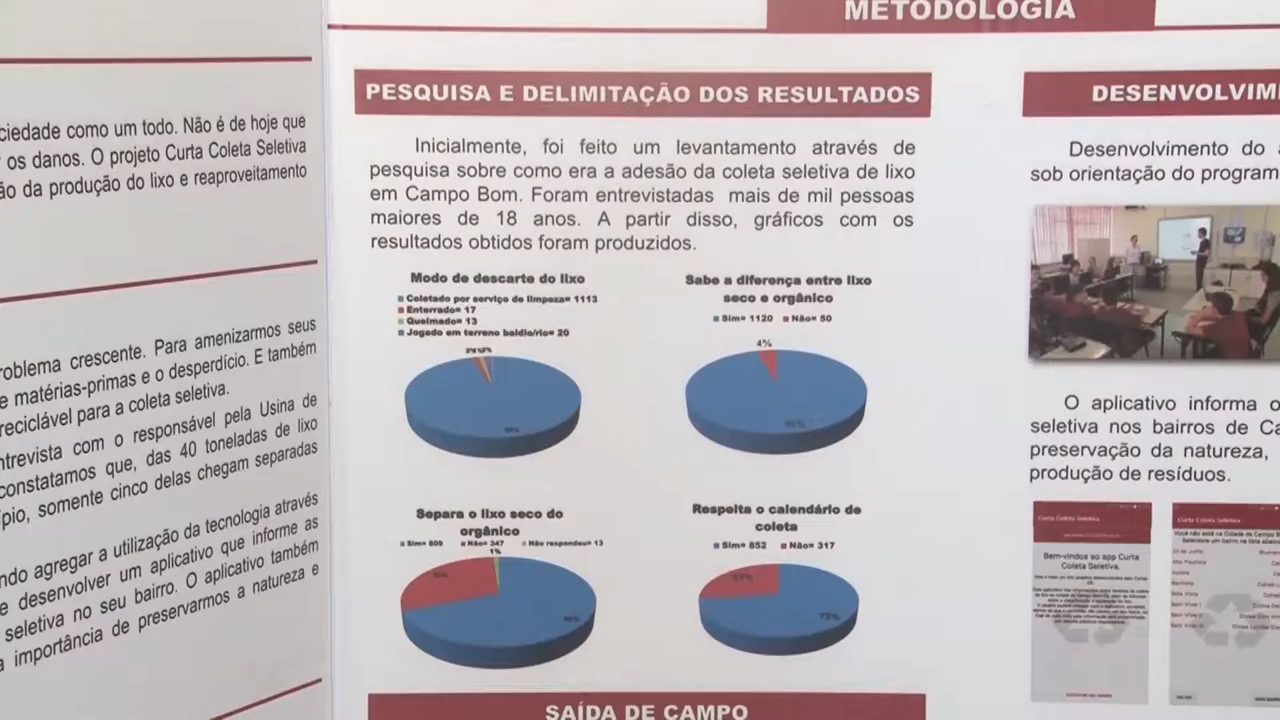 ciedade como um todo. Não é de hoje que
os danos. O projeto Curta Coleta Seletiva
ão da produção do lixo e reaproveitamento
roblema crescente. Para amenizarmos seus
e matérias-primas e o desperdício. E também
reciclável para a coleta seletiva.
ntrevista com o responsável pela Usina de
constatamos que, das 40 toneladas de lixo
ípio, somente cinco delas chegam separadas
ndo agregar a utilização da tecnologia através
e desenvolver um aplicativo que informe as
seletiva no seu bairro. O aplicativo também
a importância de preservarmos a natureza e
METODOLOGIA
PESQUISA E DELIMITAÇÃO DOS RESULTADOS
Inicialmente, foi feito um levantamento através de
pesquisa sobre como era a adesão da coleta seletiva de lixo
em Campo Bom. Foram entrevistadas mais de mil pessoas
maiores de 18 anos. A partir disso, gráficos com os
resultados obtidos foram produzidos.
Modo de descarte do lixo
Coletado por serviço de limpeza= 1113
Enterrado= 17
Queimado= 13
Jogado em terreno baldio/rio= 20
Sabe a diferença entre lixo
seco e orgânico
Sim= 1120 Não= 50
4%
Separa o lixo seco do
orgânico
Sim= 809 Não= 347 Não respondeu= 13
1%
Respeita o calendário de
coleta
Sim= 852 Não= 317
27%
73%
SAÍDA DE CAMPO
DESENVOLVIM
Desenvolvimento do
sob orientação do program
O aplicativo informa o
seletiva nos bairros de Ca
preservação da natureza,
produção de resíduos.
Curta Coleta Seletiva
Bem-vindos ao app Curta
Coleta Seletiva.
Curta Coleta Seletiva